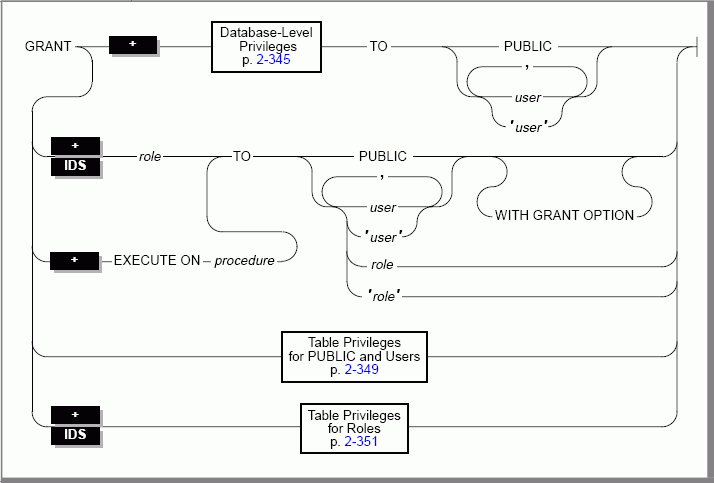 GRANT
+
Database-Level
Privileges
p. 2-345
TO
PUBLIC
,
user
'user'
+
IDS
role
TO
PUBLIC
,
user
'user'
WITH GRANT OPTION
+
EXECUTE ON
procedure
role
'role'
Table Privileges
for PUBLIC and Users
p. 2-349
+
IDS
Table Privileges
for Roles
p. 2-351